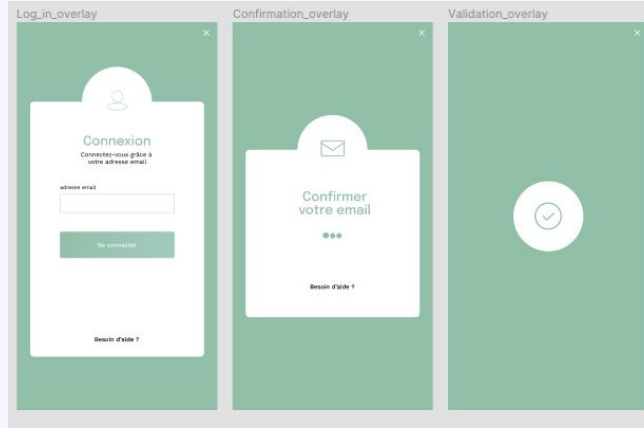 Log_in_overlay
Connexion
Connectez-vous grâce à
votre adresse email
adresse email
Se connecter
Besoin d'aide ?
Confirmation_overlay
Confirmer
votre email
Besoin d'aide ?
Validation_overlay